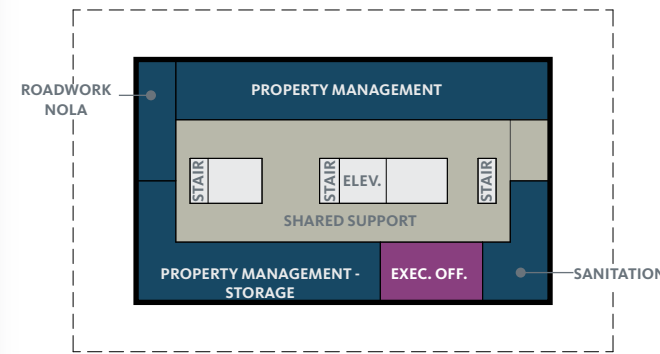 PROPERTY MANAGEMENT
ROADWORK
NOLA
STAIR
STAIR
ELEV.
STAIR
SHARED SUPPORT
PROPERTY MANAGEMENT -
STORAGE
EXEC. OFF.
SANITATION